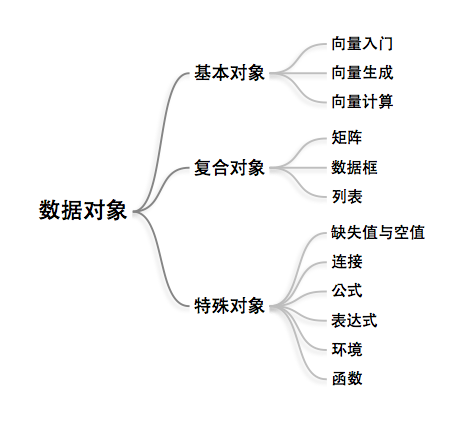 数据对象
基本对象
向量入门
向量生成
向量计算
复合对象
矩阵
数据框
列表
特殊对象
缺失值与空值
连接
公式
表达式
环境
函数